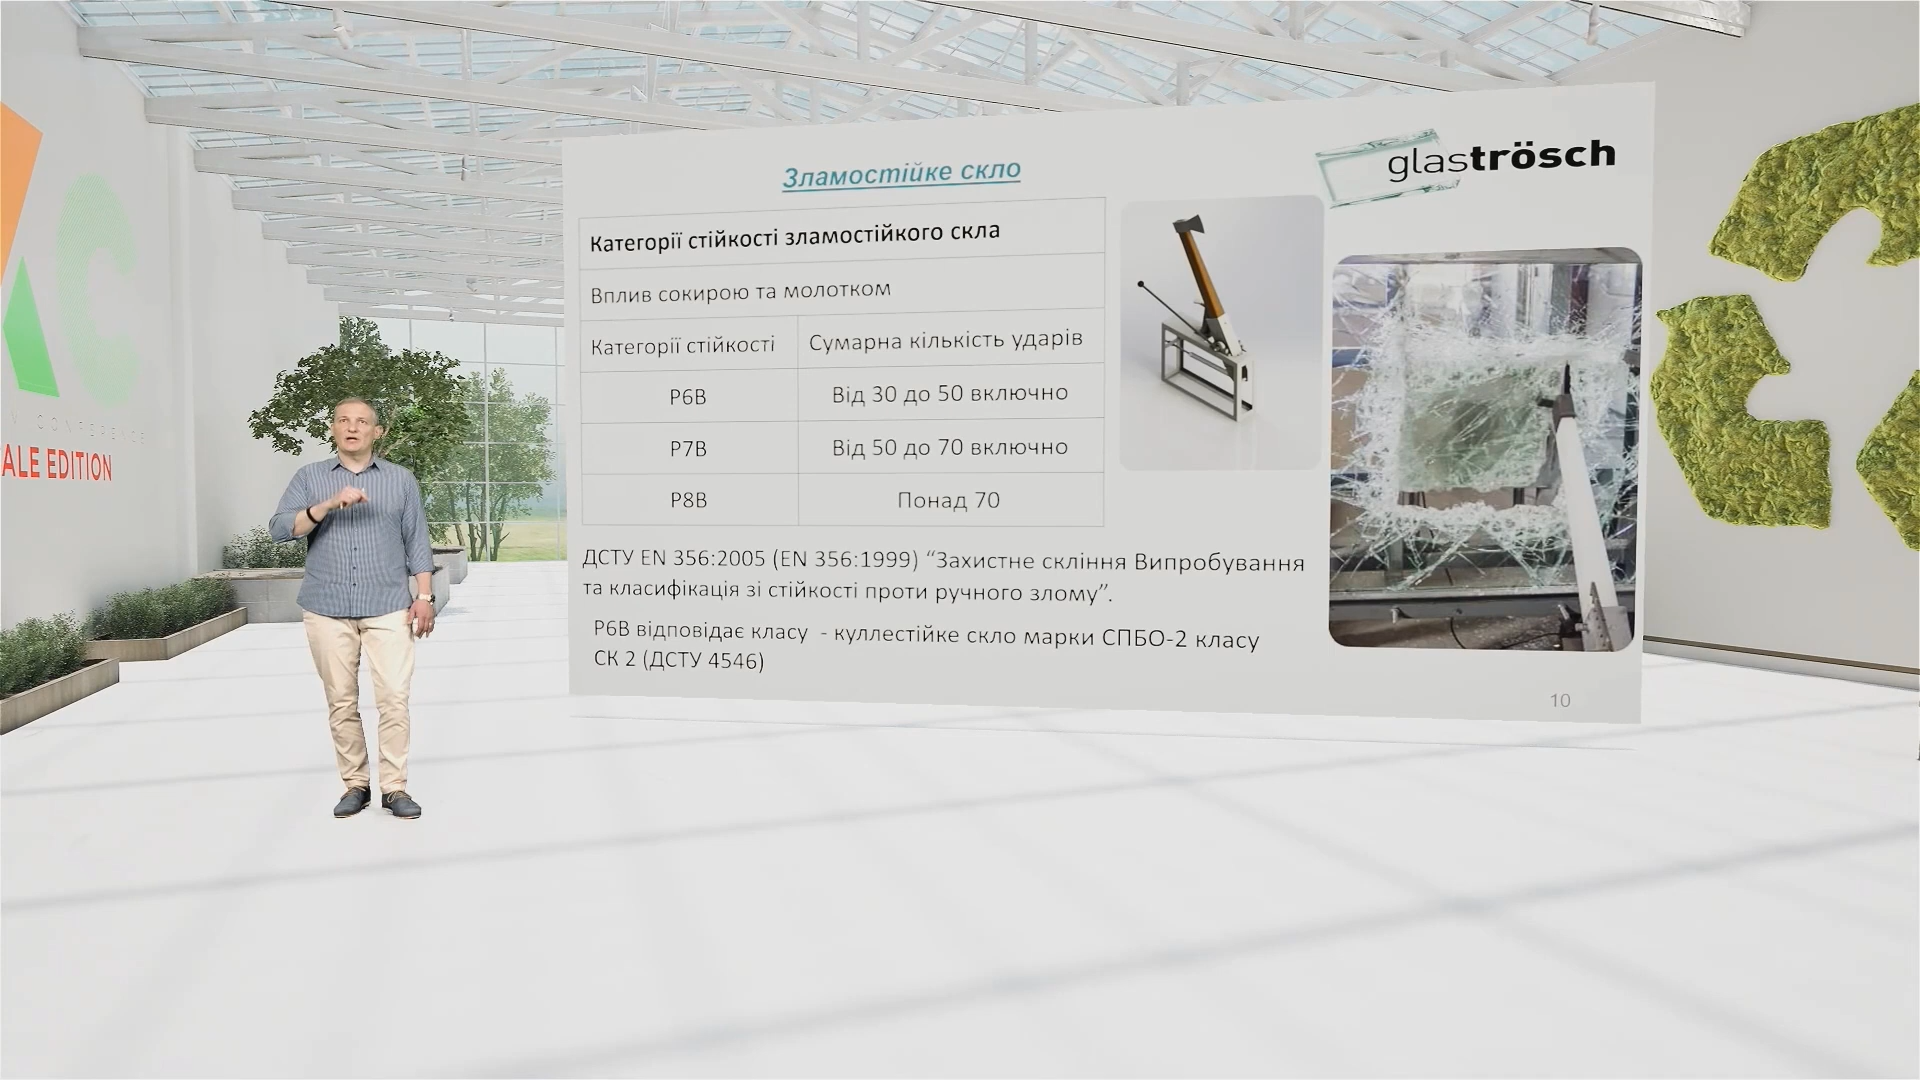 C
CONFERENCE
ALE EDITION
glaströsch
Зламостійке скло
Категорії стійкості зламостійкого скла
Вплив сокирою та молотком
Категорії стійкості Сумарна кількість ударів
P6B Від 30 до 50 включно
P7B Від 50 до 70 включно
P8B Понад 70
ДСТУ EN 356:2005 (EN 356:1999) “Захистне скління Випробування
та класифікація зі стійкості проти ручного злому”.
P6B відповідає класу - куллестійке скло марки СПБО-2 класу
СК 2 (ДСТУ 4546)
10